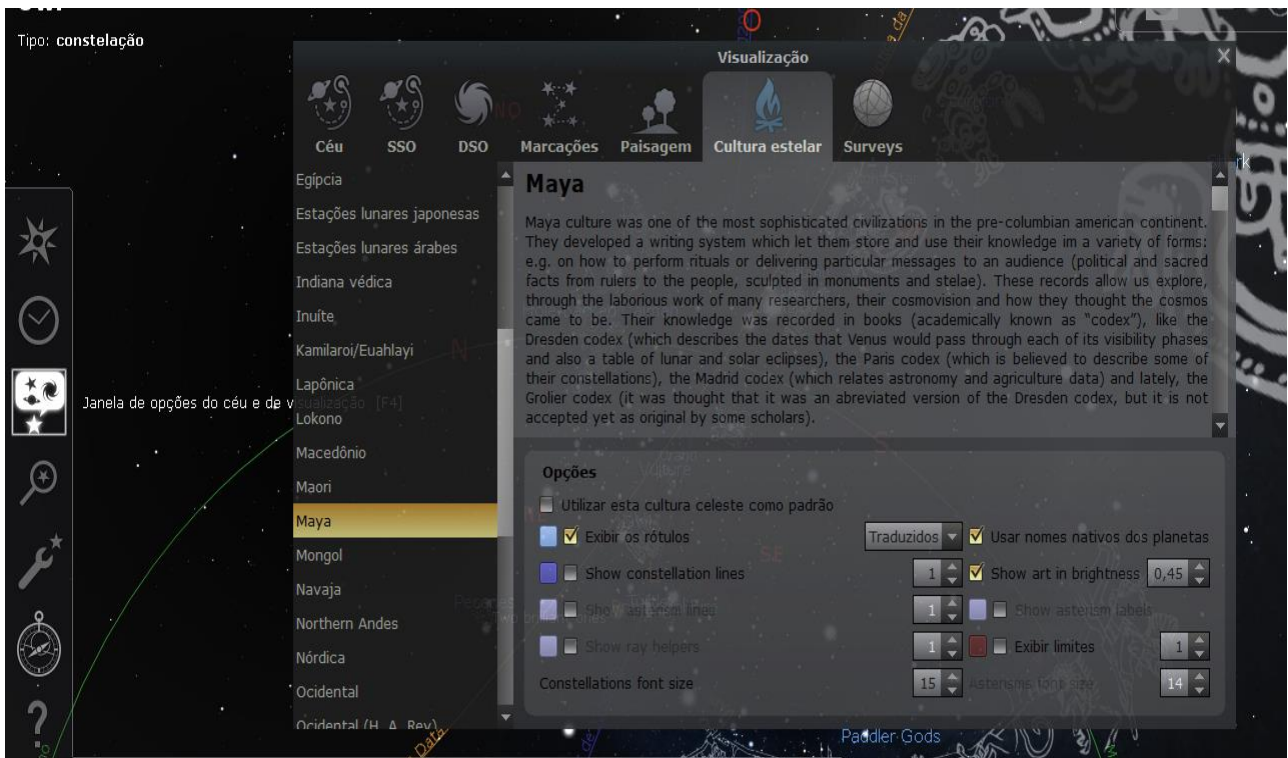 Tipo: constelação
Visualização
Céu SSO DSO Marcações Paisagem Cultura estelar Surveys
Egípcia
Estações lunares japonesas
Estações lunares árabes
Indiana védica
Inuíte
Kamilaroi/Euahlayi
Lapônica
Lokono
Macedônio
Maori
Maya
Mongol
Navaja
Northern Andes
Nórdica
Ocidental
Ocidental (H. A. Rey)
Janela de opções do céu e de visualização [F4]
Maya
Maya culture was one of the most sophisticated civilizations in the pre-columbian american continent.
They developed a writing system which let them store and use their knowledge im a variety of forms:
e.g. on how to perform rituals or delivering particular messages to an audience (political and sacred
facts from rulers to the people, sculpted in monuments and stelae). These records allow us explore,
through the laborious work of many researchers, their cosmovision and how they thought the cosmos
came to be. Their knowledge was recorded in books (academically known as "codex"), like the
Dresden codex (which describes the dates that Venus would pass through each of its visibility phases
and also a table of lunar and solar eclipses), the Paris codex (which is believed to describe some of
their constellations), the Madrid codex (which relates astronomy and agriculture data) and lately, the
Grolier codex (it was thought that it was an abreviated version of the Dresden codex, but it is not
accepted yet as original by some scholars).
Opções
Utilizar esta cultura celeste como padrão
Exibir os rótulos Traduzidos Usar nomes nativos dos planetas
Show constellation lines 1 Show art in brightness 0,45
Show asterism lines 1 Show asterism labels
Show ray helpers 1 Exibir limites 1
Constellations font size 15 Asterisms font size 14
NO
N
SE
Vulture
Data
Paddler Gods